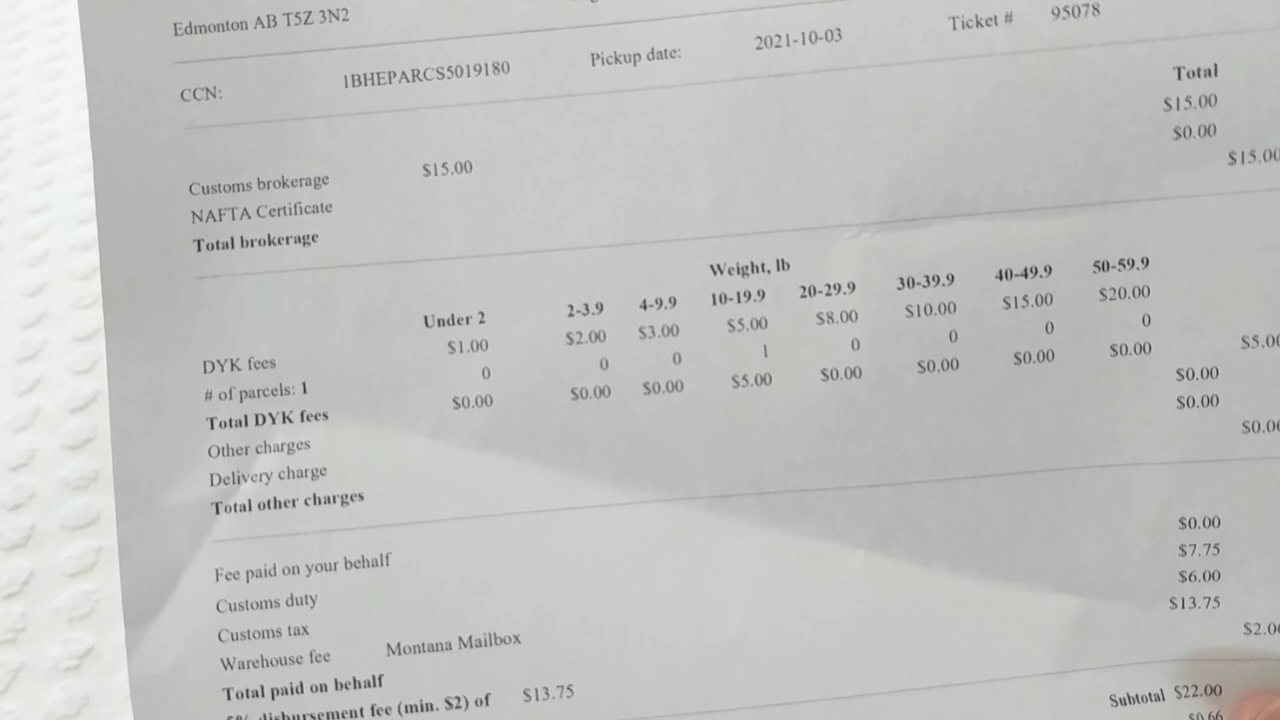 Edmonton AB T5Z 3N2
CCN: 1BHEPARCS5019180 Pickup date: 2021-10-03 Ticket # 95078
Total
Customs brokerage $15.00 $15.00
NAFTA Certificate $0.00
Total brokerage $15.00
Weight, lb
Under 2 2-3.9 4-9.9 10-19.9 20-29.9 30-39.9 40-49.9 50-59.9
DYK fees $1.00 $2.00 $3.00 $5.00 $8.00 $10.00 $15.00 $20.00
# of parcels: 1 0 0 0 1 0 0 0 0
Total DYK fees $0.00 $0.00 $0.00 $5.00 $0.00 $0.00 $0.00 $0.00 $5.00
Other charges $0.00
Delivery charge $0.00
Total other charges $0.00
Fee paid on your behalf
Customs duty $0.00
Customs tax $7.75
Warehouse fee Montana Mailbox $6.00
Total paid on behalf $13.75
5% disbursement fee (min. $2) of $13.75 $2.00
Subtotal $22.00
$0.66